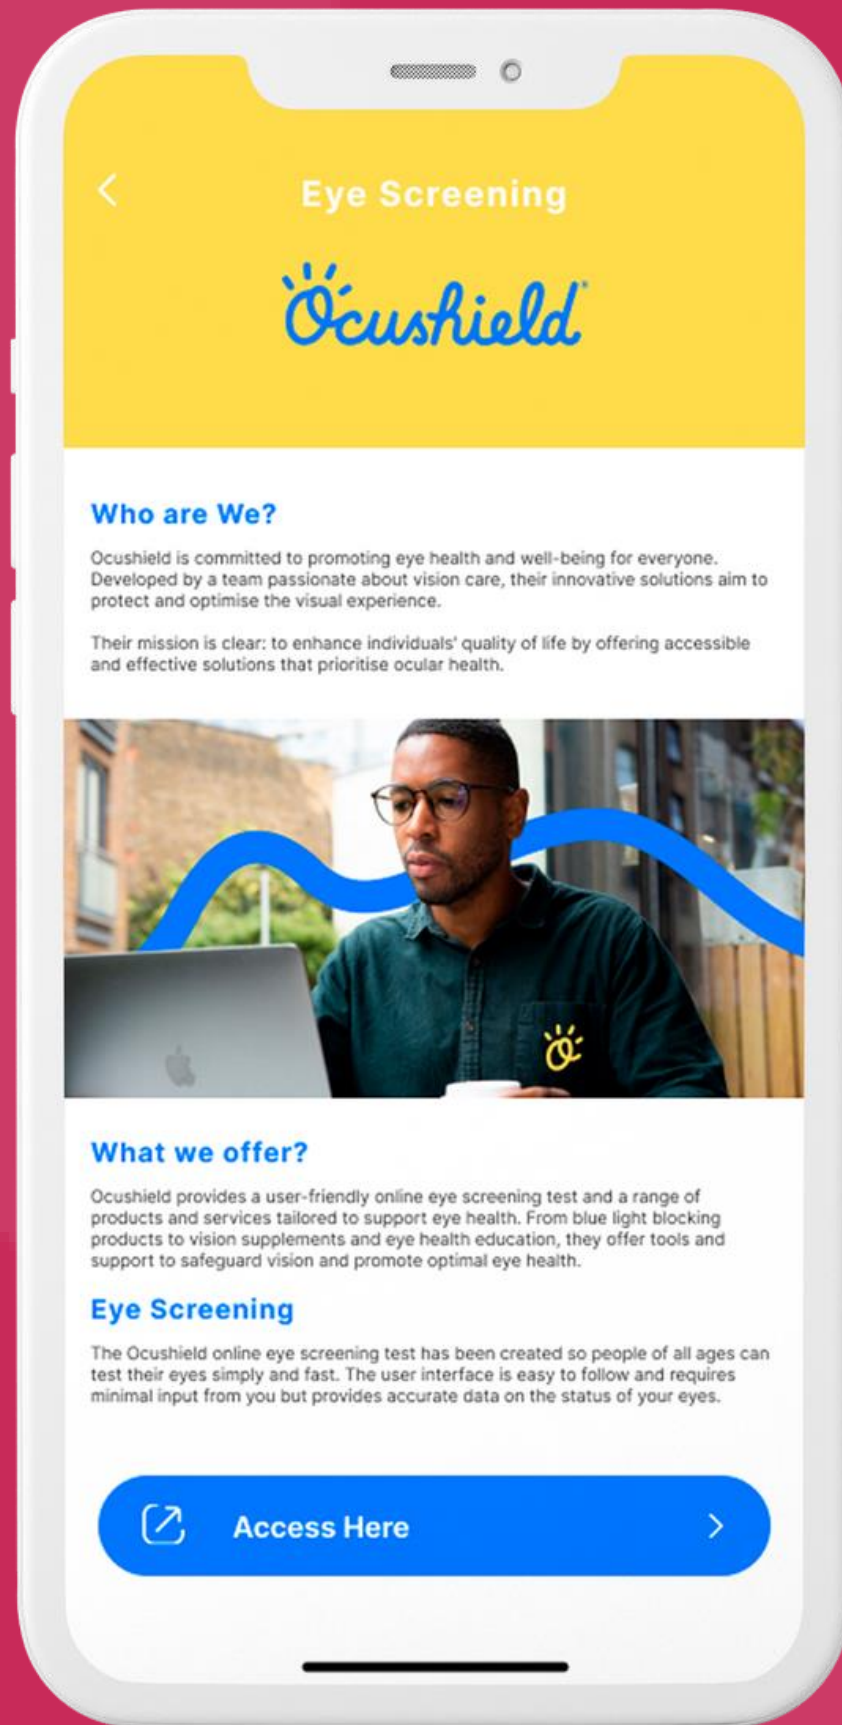 Eye Screening
Ocushield
Who are We?
Ocushield is committed to promoting eye health and well-being for everyone.
Developed by a team passionate about vision care, their innovative solutions aim to
protect and optimise the visual experience.
Their mission is clear: to enhance individuals' quality of life by offering accessible
and effective solutions that prioritise ocular health.
What we offer?
Ocushield provides a user-friendly online eye screening test and a range of
products and services tailored to support eye health. From blue light blocking
products to vision supplements and eye health education, they offer tools and
support to safeguard vision and promote optimal eye health.
Eye Screening
The Ocushield online eye screening test has been created so people of all ages can
test their eyes simply and fast. The user interface is easy to follow and requires
minimal input from you but provides accurate data on the status of your eyes.
Access Here